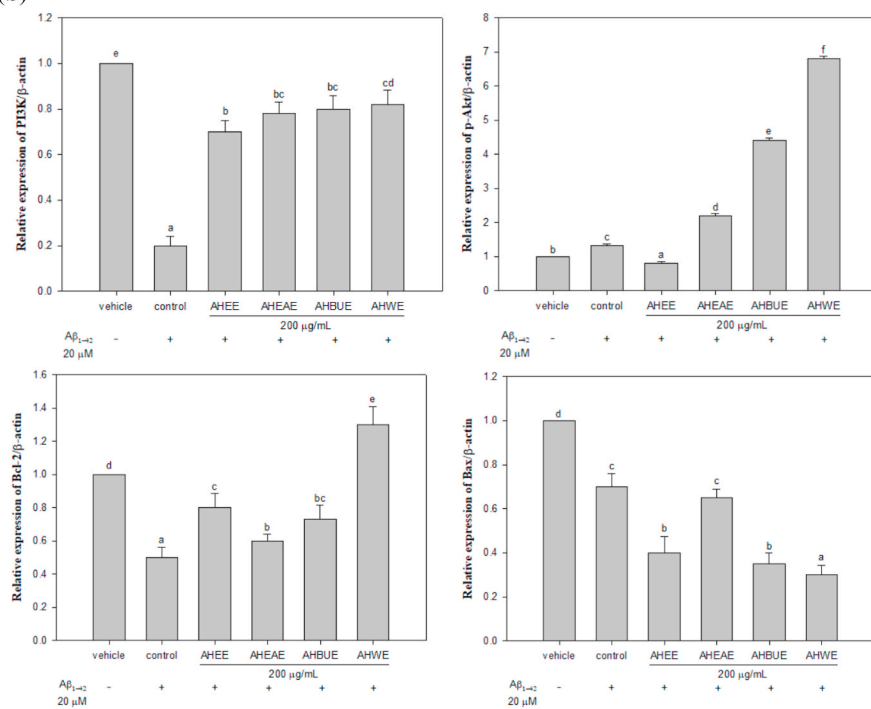 Relative expression of PI3K/β-actin
1.2
1.0
0.8
0.6
0.4
0.2
0.0
e
a
b
bc
bc
cd
vehicle control AHEE AHEAE AHBUE AHWE
200 μg/mL
Aβ1→42 - + + + + +
20 μM
Relative expression of p-Akt/β-actin
8
7
6
5
4
3
2
1
0
b
c
a
d
e
f
vehicle control AHEE AHEAE AHBUE AHWE
200 μg/mL
Aβ1→42 - + + + + +
20 μM
Relative expression of Bcl-2/β-actin
1.6
1.4
1.2
1.0
0.8
0.6
0.4
0.2
0.0
d
a
c
b
bc
e
vehicle control AHEE AHEAE AHBUE AHWE
200 μg/mL
Aβ1→42 - + + + + +
20 μM
Relative expression of Bax/β-actin
1.2
1.0
0.8
0.6
0.4
0.2
0.0
d
c
b
c
b
a
vehicle control AHEE AHEAE AHBUE AHWE
200 μg/mL
Aβ1→42 - + + + + +
20 μM